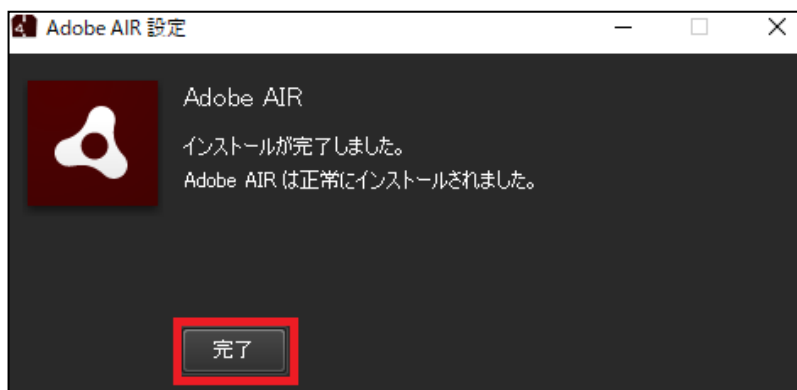 Adobe AIR 設定
Adobe AIR
インストールが完了しました。
Adobe AIR は正常にインストールされました。
完了